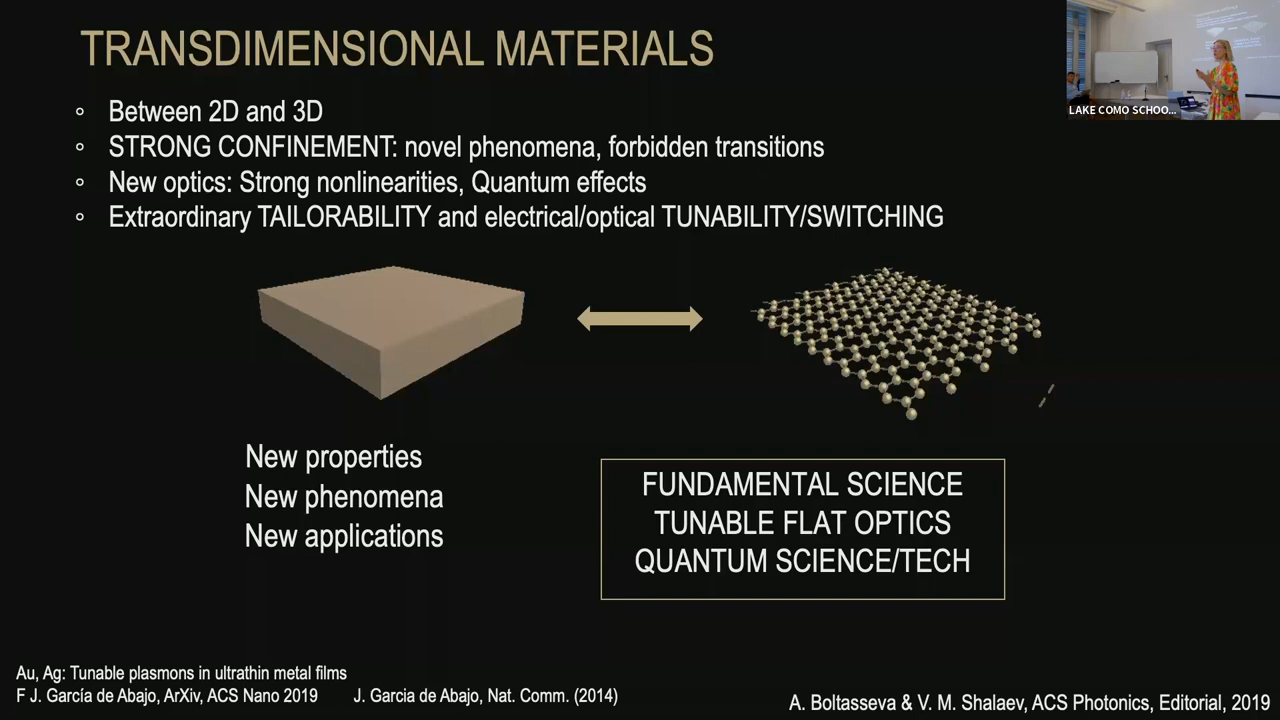 TRANSDIMENSIONAL MATERIALS
LAKE COMO SCHOO...
Between 2D and 3D
STRONG CONFINEMENT: novel phenomena, forbidden transitions
New optics: Strong nonlinearities, Quantum effects
Extraordinary TAILORABILITY and electrical/optical TUNABILITY/SWITCHING
New properties
New phenomena
New applications
FUNDAMENTAL SCIENCE
TUNABLE FLAT OPTICS
QUANTUM SCIENCE/TECH
Au, Ag: Tunable plasmons in ultrathin metal films
F J. García de Abajo, ArXiv, ACS Nano 2019 J. Garcia de Abajo, Nat. Comm. (2014)
A. Boltasseva & V. M. Shalaev, ACS Photonics, Editorial, 2019